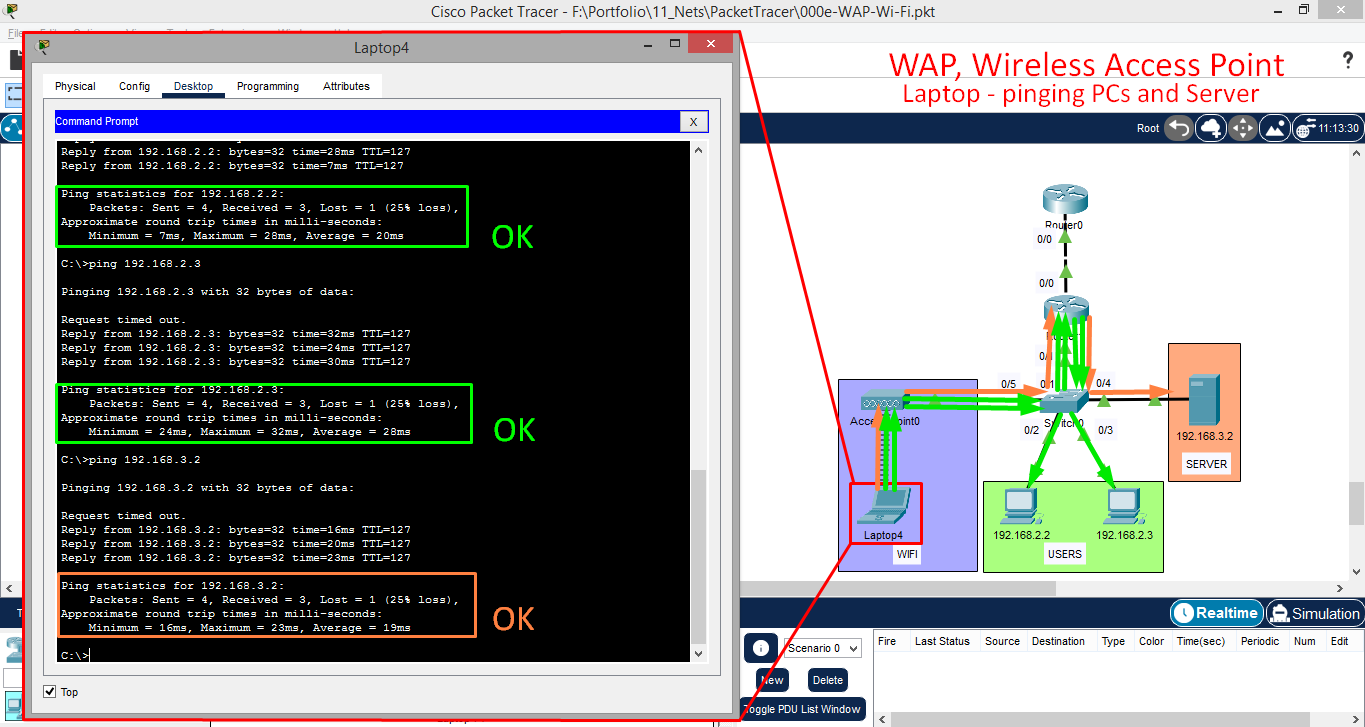 Cisco Packet Tracer - F:\Portfolio\11_Nets\PacketTracer\000e-WAP-Wi-Fi.pkt
Laptop4
Physical Config Desktop Programming Attributes
Command Prompt X
Reply from 192.168.2.2: bytes=32 time=28ms TTL=127
Reply from 192.168.2.2: bytes=32 time=7ms TTL=127
Ping statistics for 192.168.2.2:
Packets: Sent = 4, Received = 3, Lost = 1 (25% loss),
Approximate round trip times in milli-seconds:
Minimum = 7ms, Maximum = 28ms, Average = 20ms
OK
C:\>ping 192.168.2.3
Pinging 192.168.2.3 with 32 bytes of data:
Request timed out.
Reply from 192.168.2.3: bytes=32 time=32ms TTL=127
Reply from 192.168.2.3: bytes=32 time=24ms TTL=127
Reply from 192.168.2.3: bytes=32 time=30ms TTL=127
Ping statistics for 192.168.2.3:
Packets: Sent = 4, Received = 3, Lost = 1 (25% loss),
Approximate round trip times in milli-seconds:
Minimum = 24ms, Maximum = 32ms, Average = 28ms
OK
C:\>ping 192.168.3.2
Pinging 192.168.3.2 with 32 bytes of data:
Request timed out.
Reply from 192.168.3.2: bytes=32 time=16ms TTL=127
Reply from 192.168.3.2: bytes=32 time=20ms TTL=127
Reply from 192.168.3.2: bytes=32 time=23ms TTL=127
Ping statistics for 192.168.3.2:
Packets: Sent = 4, Received = 3, Lost = 1 (25% loss),
Approximate round trip times in milli-seconds:
Minimum = 16ms, Maximum = 23ms, Average = 19ms
OK
C:\>
Top
WAP, Wireless Access Point
Laptop - pinging PCs and Server
?
Root 11:13:30
Router0
0/0
0/0
0/5 0/1 0/4
Switch0
0/2 0/3
192.168.3.2
SERVER
Laptop4
WIFI
192.168.2.2 192.168.2.3
USERS
Realtime Simulation
Scenario 0
New Delete
Toggle PDU List Window
Fire Last Status Source Destination Type Color Time(sec) Periodic Num Edit